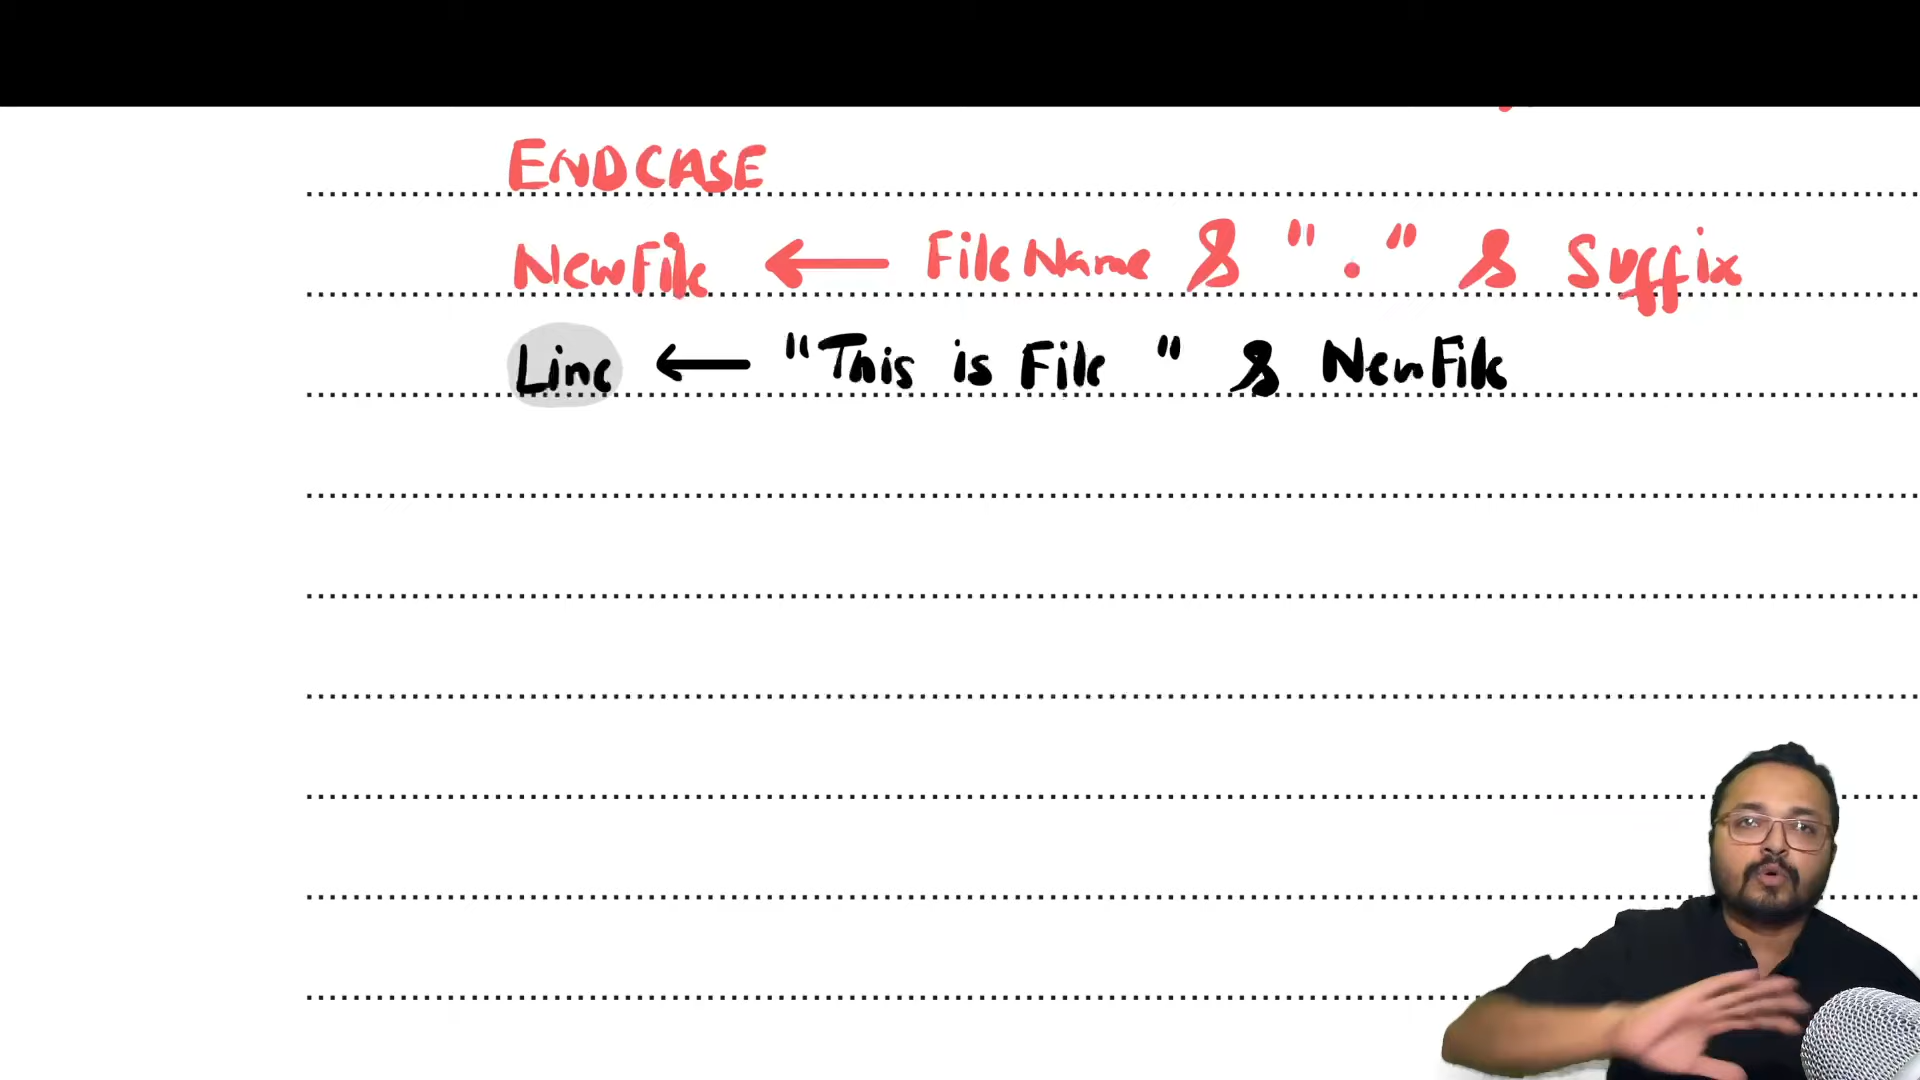 ENDCASE
NewFile ← FileName & "." & Suffix
Line ← "This is File " & NewFile